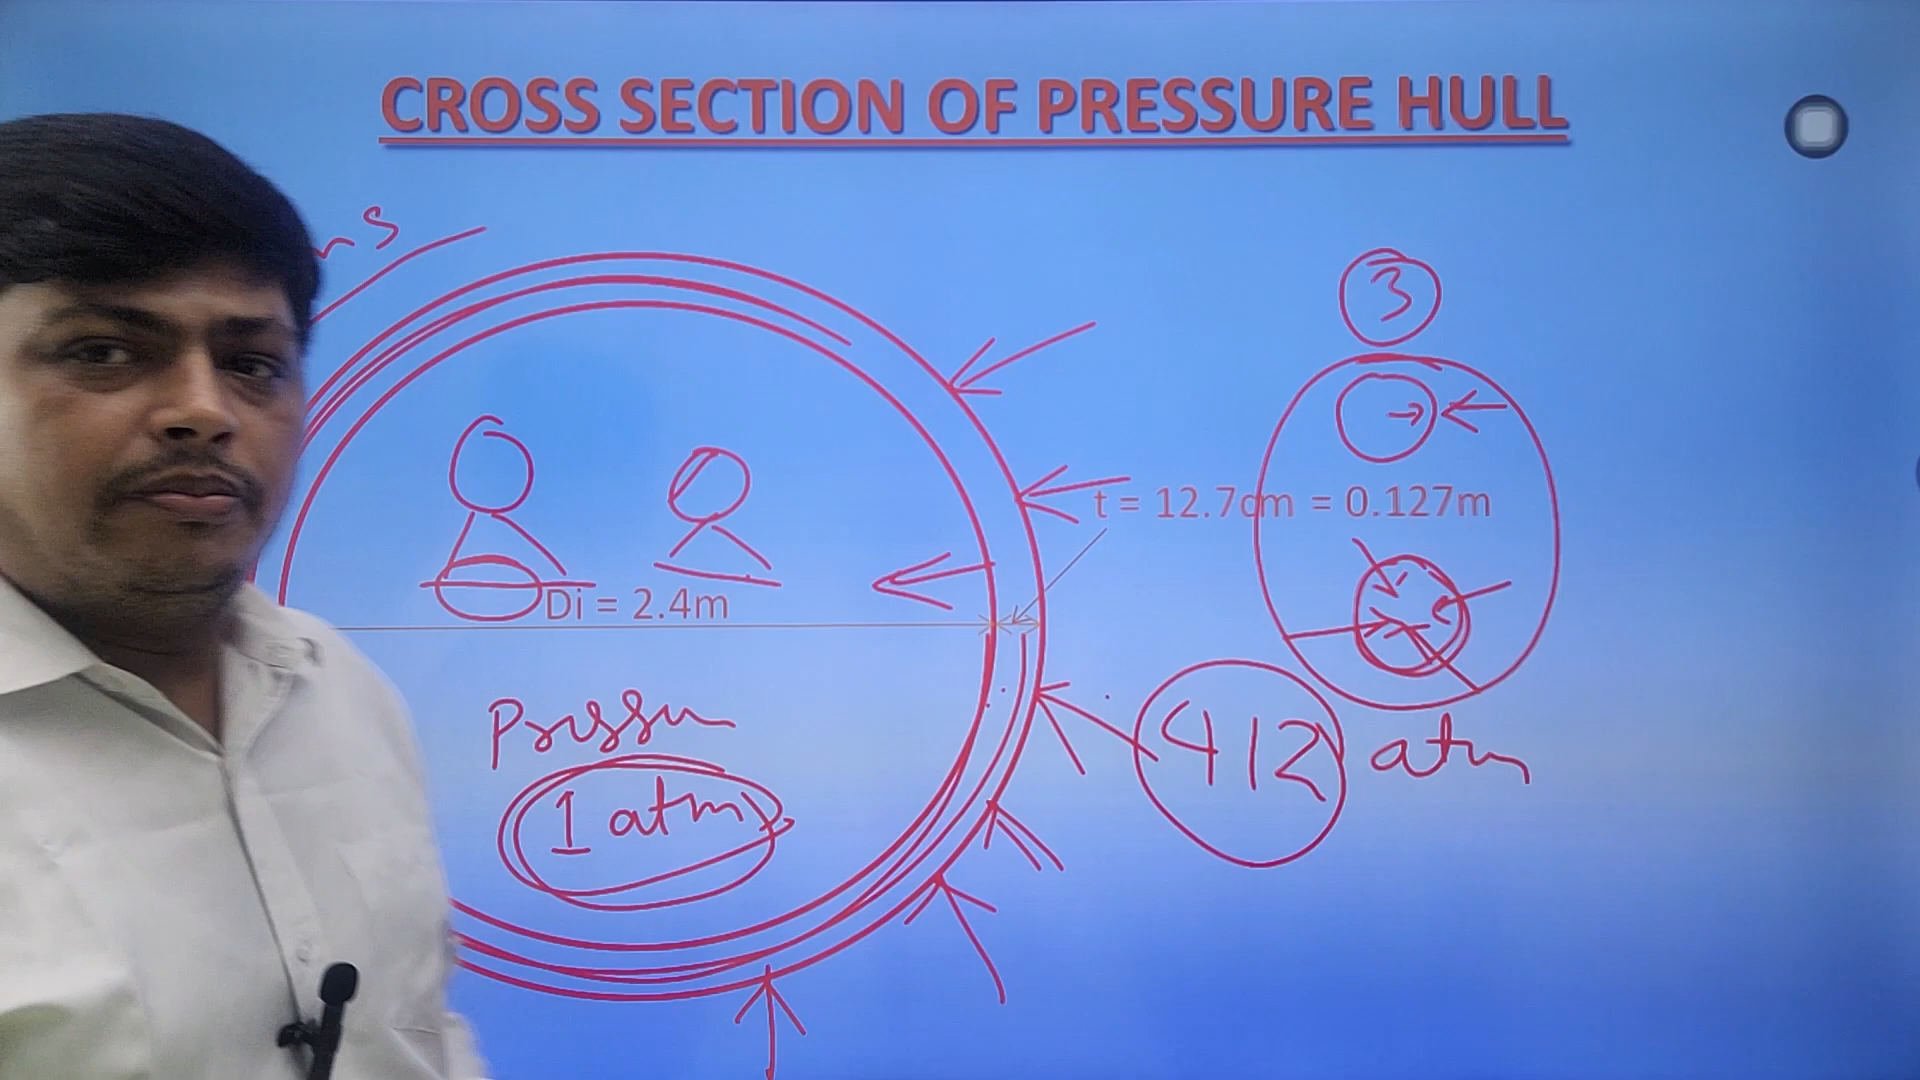 CROSS SECTION OF PRESSURE HULL
3
t = 12.7cm = 0.127m
Di = 2.4m
Pressu
1 atm
412 atm